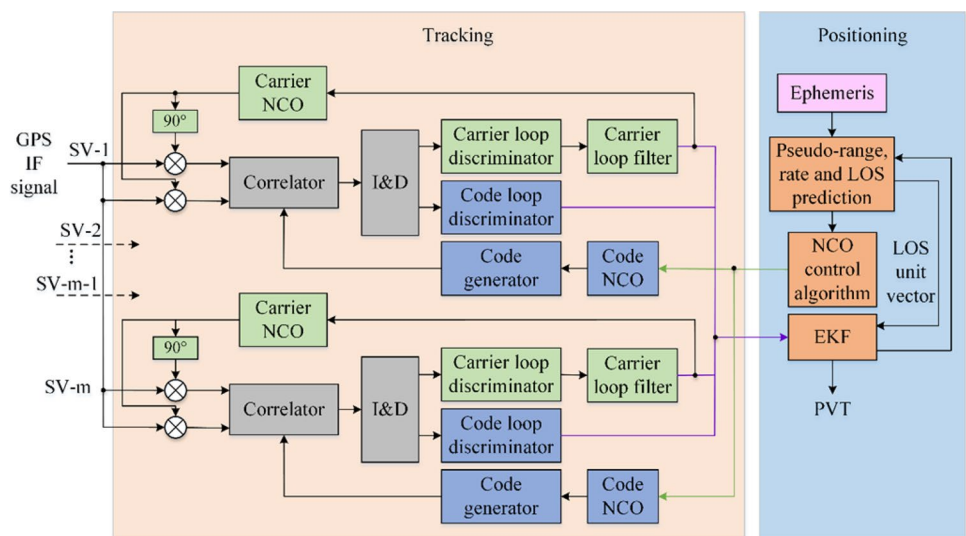 Tracking
Positioning
Carrier
NCO
Ephemeris
90°
GPS
IF
signal
SV-1
Correlator
I&D
Carrier loop
discriminator
Carrier
loop filter
Pseudo-range,
rate and LOS
prediction
Code loop
discriminator
SV-2
SV-m-1
Code
generator
Code
NCO
NCO
control
algorithm
LOS
unit
vector
Carrier
NCO
90°
EKF
SV-m
Correlator
I&D
Carrier loop
discriminator
Carrier
loop filter
PVT
Code loop
discriminator
Code
generator
Code
NCO